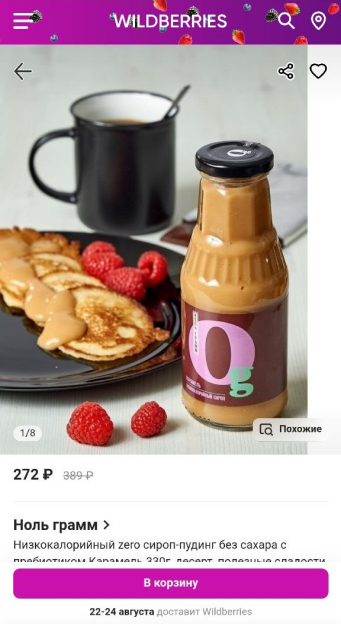 WILDBERRIES
0g
1/8
Похожие
272 ₽ 389 ₽
Ноль грамм >
Низкокалорийный zero сироп-пудинг без сахара с
пребиотиком Карамель 330г, десерт, полезные сладости
В корзину
22-24 августа доставит Wildberries